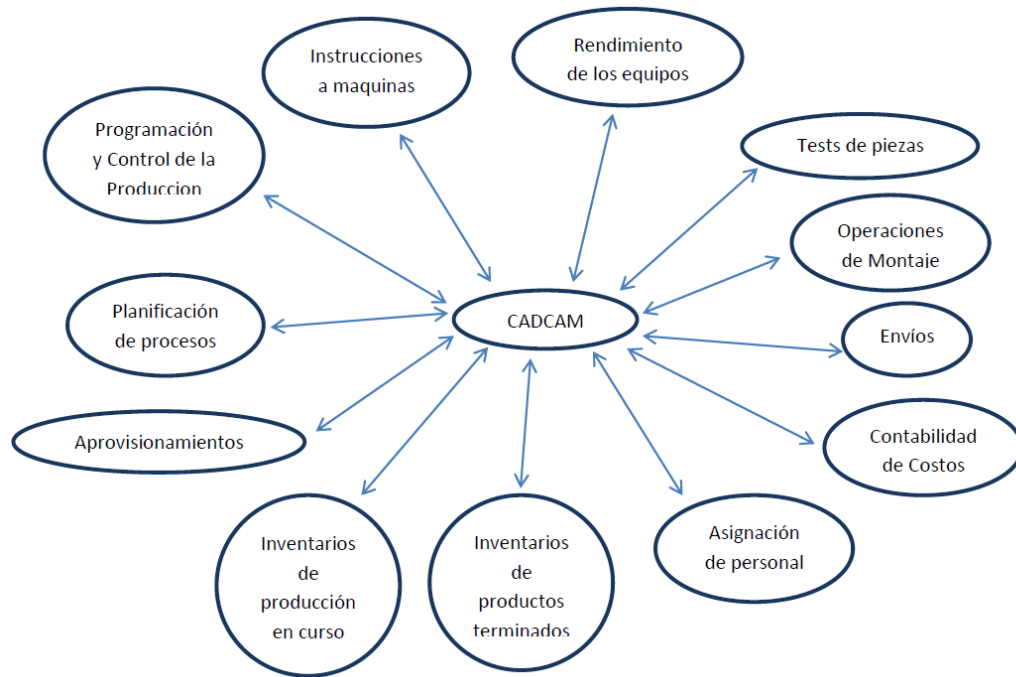 Instrucciones
a maquinas
Rendimiento
de los equipos
Programación
y Control de la
Produccion
Tests de piezas
Operaciones
de Montaje
Planificación
de procesos
CADCAM
Envíos
Aprovisionamientos
Contabilidad
de Costos
Inventarios
de
producción
en curso
Inventarios
de
productos
terminados
Asignación
de personal